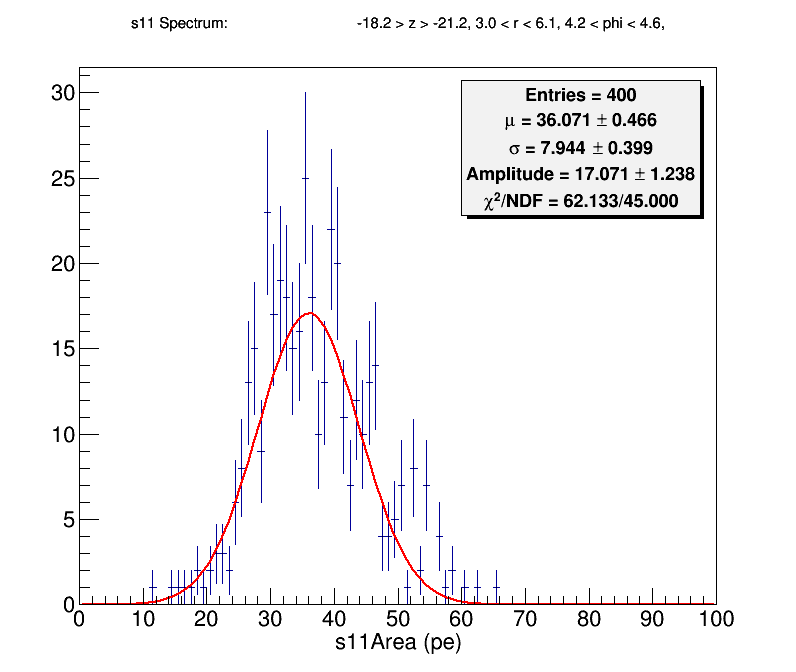 s11 Spectrum: -18.2 > z > -21.2, 3.0 < r < 6.1, 4.2 < phi < 4.6,
Entries = 400
μ = 36.071 ± 0.466
σ = 7.944 ± 0.399
Amplitude = 17.071 ± 1.238
χ²/NDF = 62.133/45.000
30
25
20
15
10
5
0
0 10 20 30 40 50 60 70 80 90 100
s11Area (pe)